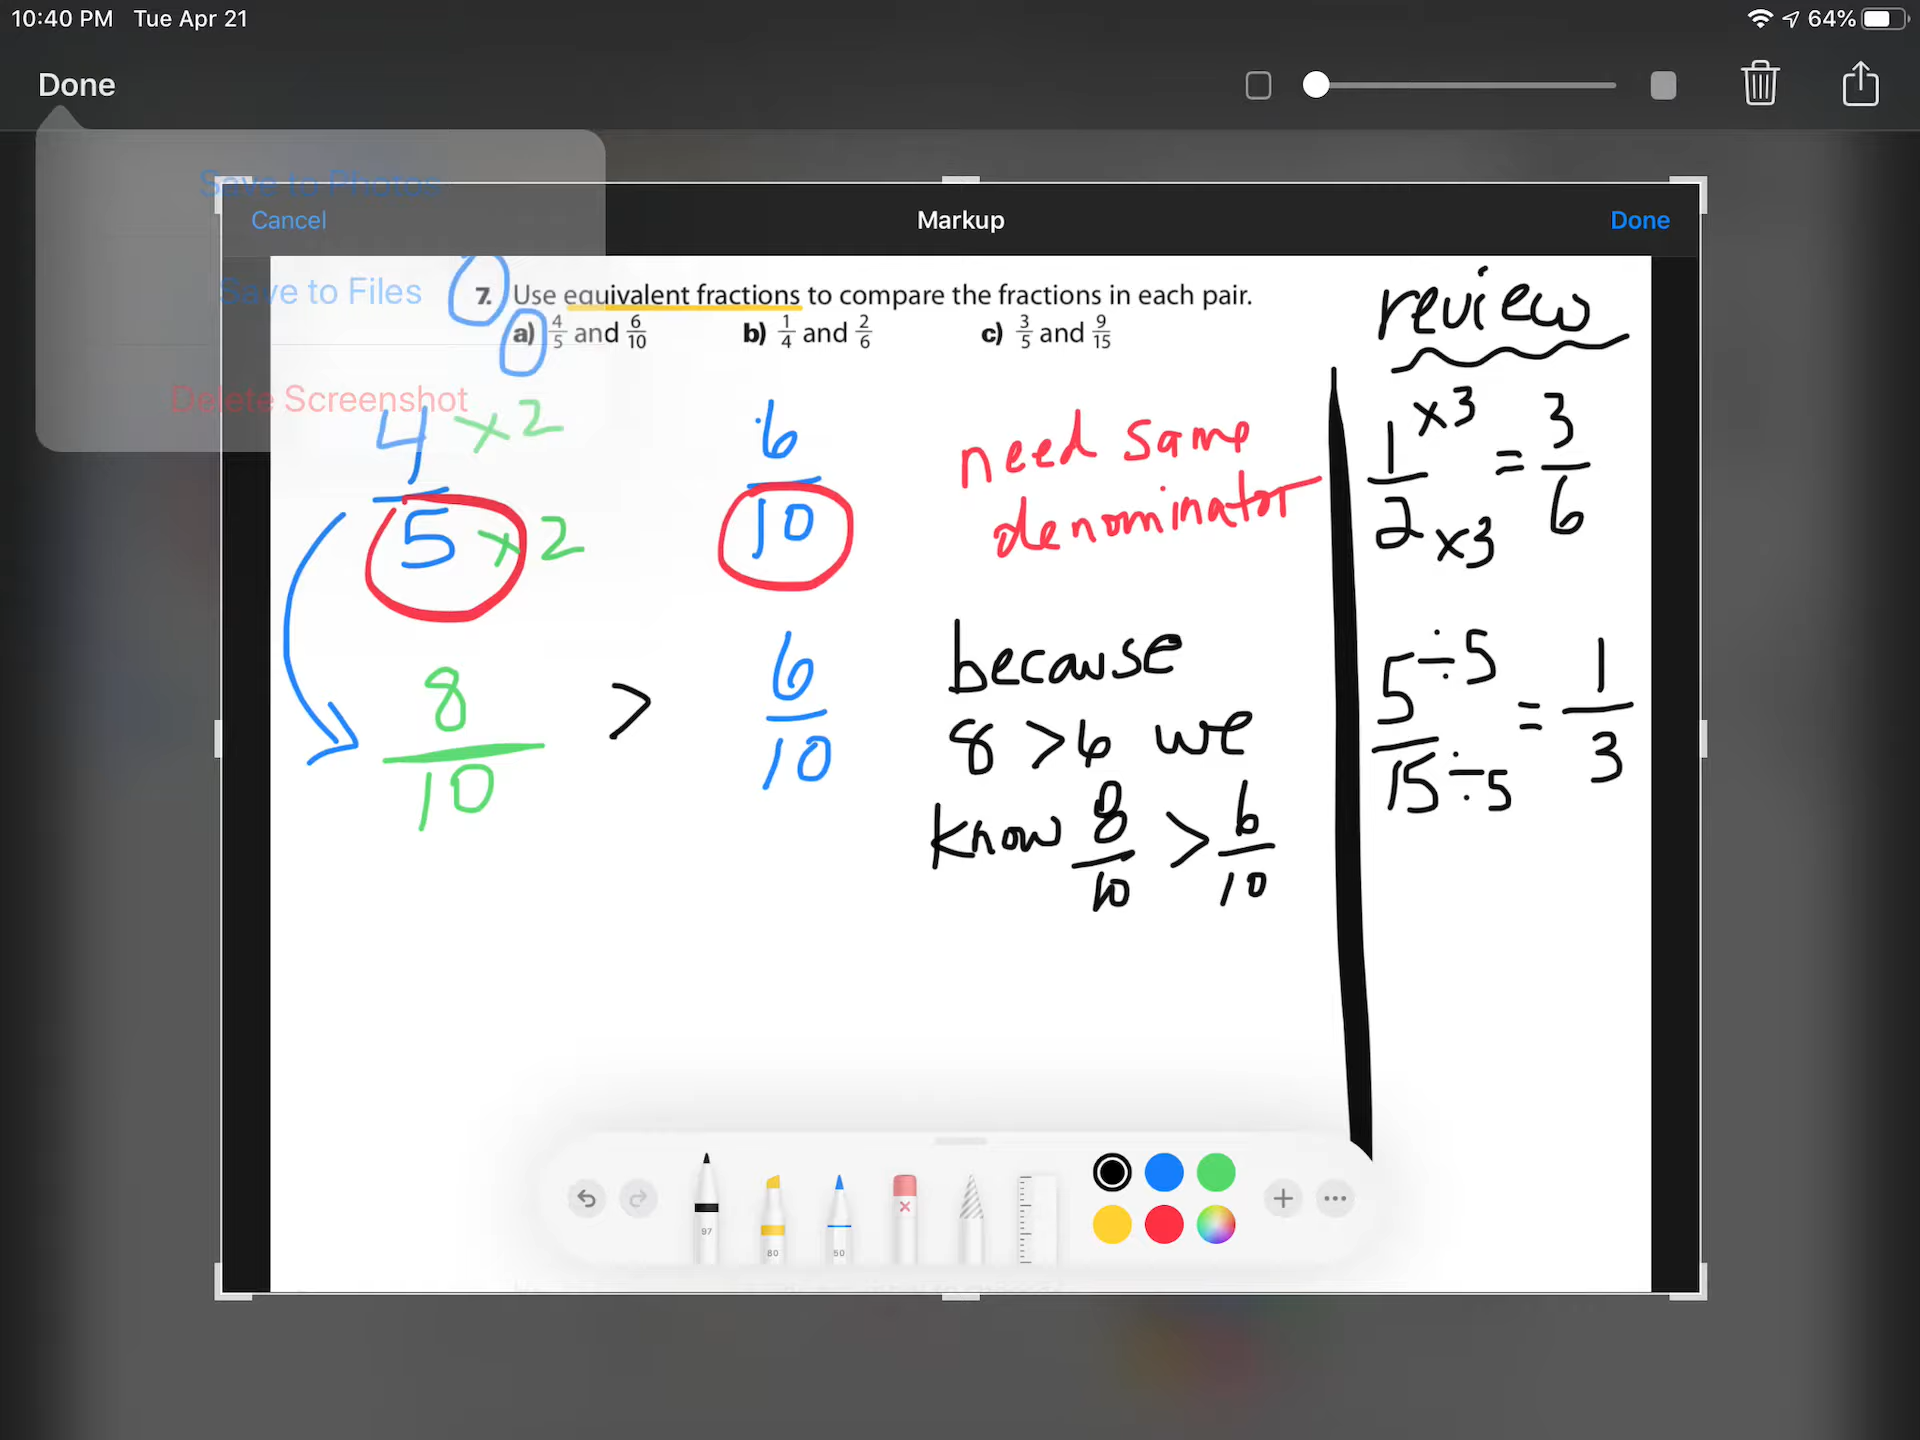 10:40 PM Tue Apr 21 64%
Done
Save to Photos
Cancel Markup Done
Save to Files
7. Use equivalent fractions to compare the fractions in each pair.
a) 4/5 and 6/10 b) 1/4 and 2/6 c) 3/5 and 9/15
Delete Screenshot
review
4 ×2 / 5 ×2
6/10
need same
denominator
1 ×3 / 2 ×3 = 3/6
8/10 > 6/10
because
8 > 6 we
know 8/10 > 6/10
5 ÷5 / 15 ÷5 = 1/3
97 80 50